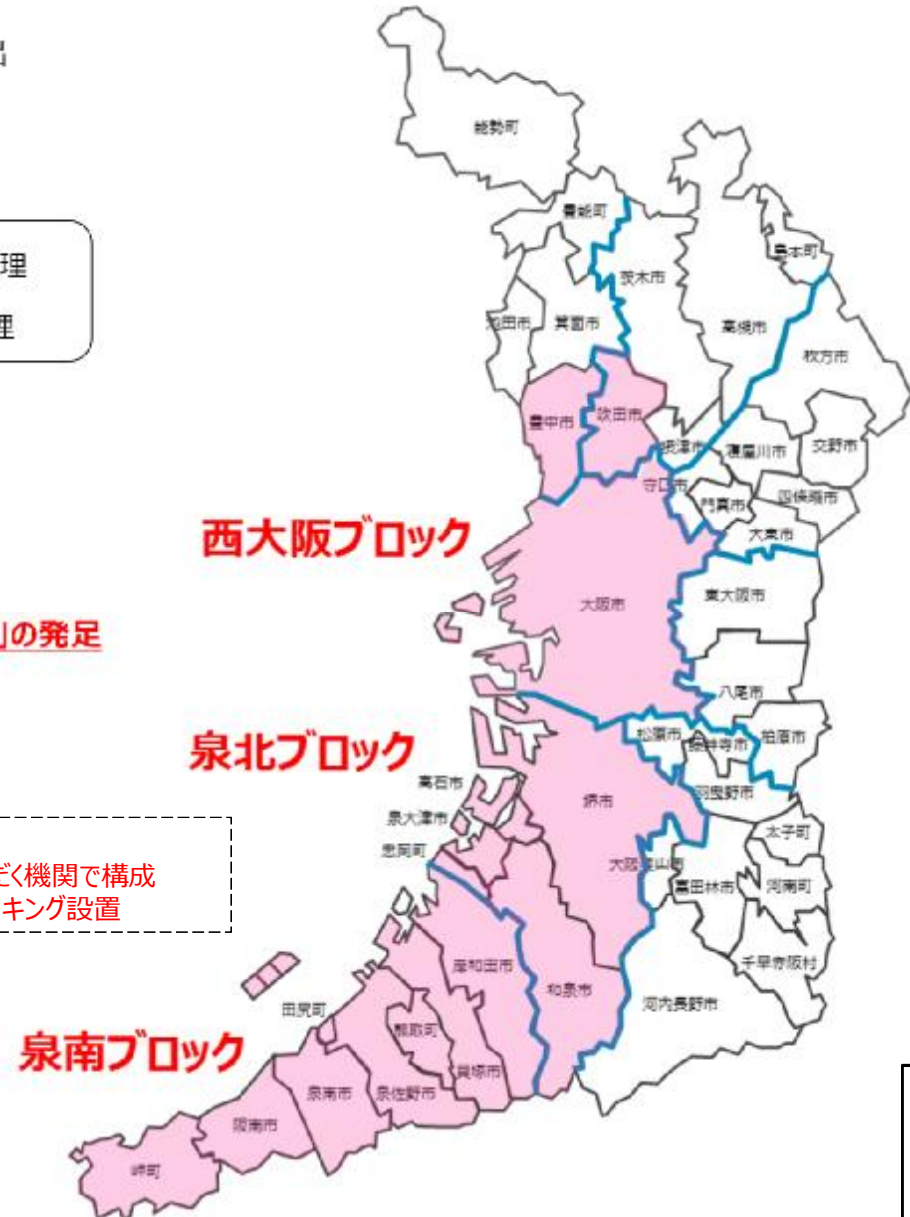 出
能勢町
豊能町
理
島本町
茨木市
理
池田市
箕面市
高槻市
枚方市
豊中市
吹田市
摂津市
寝屋川市
交野市
守口市
門真市
四條畷市
西大阪ブロック
大東市
東大阪市
大阪市
」の発足
八尾市
泉北ブロック
松原市
藤井寺市
柏原市
高石市
羽曳野市
堺市
泉大津市
太子町
忠岡町
大阪狭山市
富田林市
河南町
だく機関で構成
キング設置
岸和田市
千早赤阪村
和泉市
田尻町
河内長野市
熊取町
泉南ブロック
貝塚市
泉南市
泉佐野市
阪南市
岬町